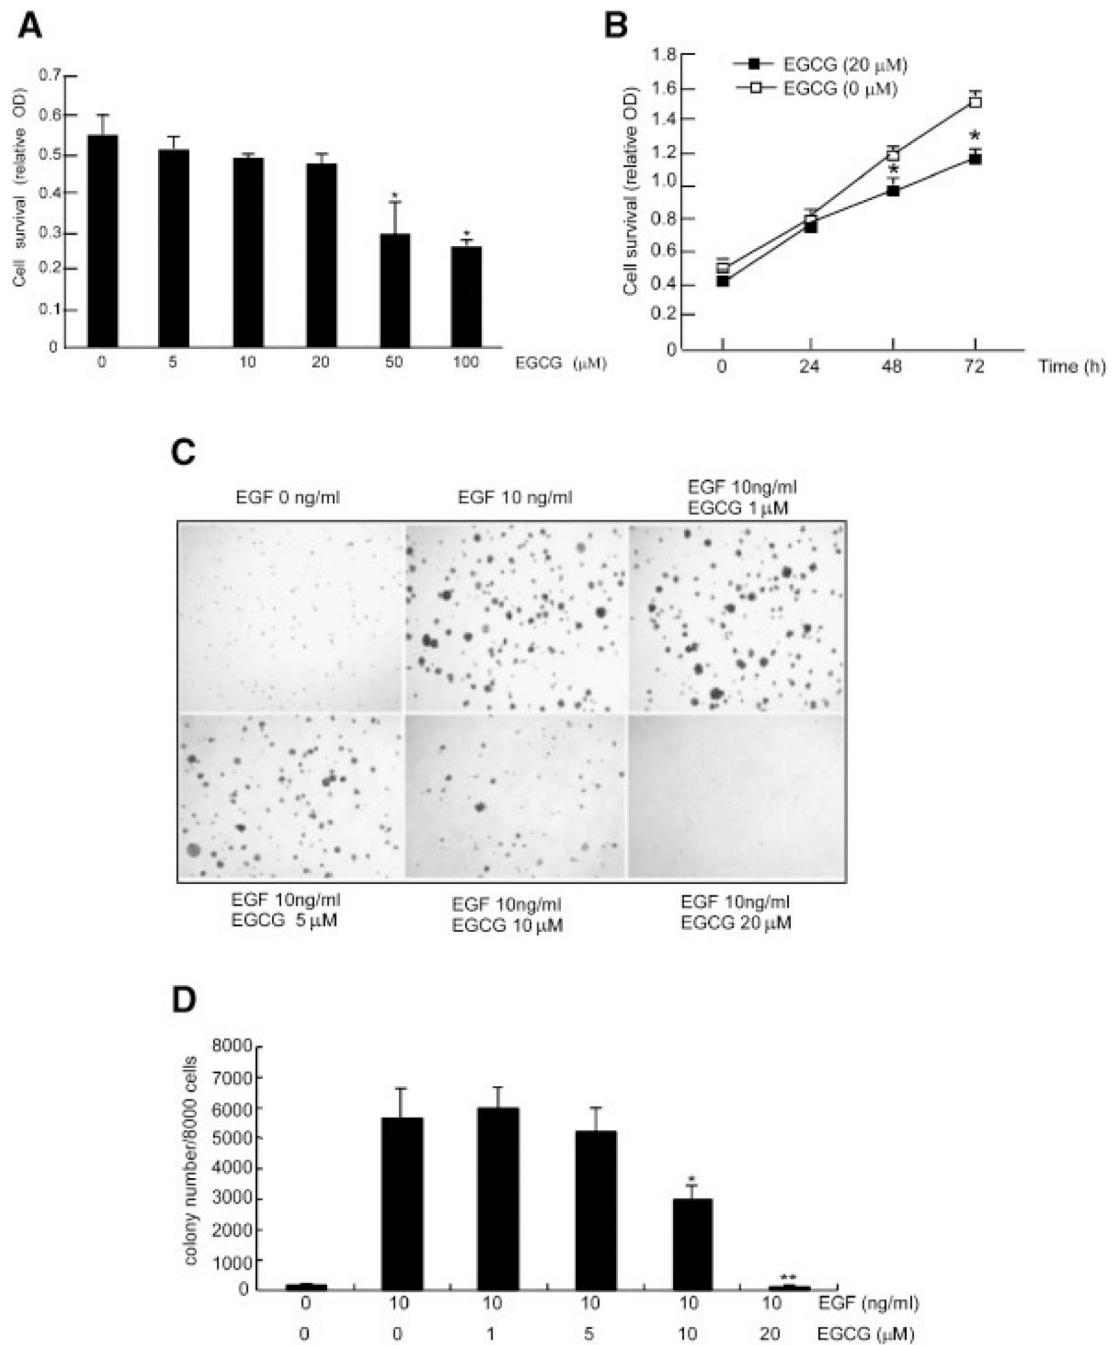 A
Cell survival (relative OD)
0.7
0.6
0.5
0.4
0.3
0.2
0.1
0
*
*
0 5 10 20 50 100 EGCG (μM)
B
Cell survival (relative OD)
1.8
1.6
1.4
1.2
1.0
0.8
0.6
0.4
0.2
0
EGCG (20 μM)
EGCG (0 μM)
*
*
0 24 48 72 Time (h)
C
EGF 0 ng/ml
EGF 10 ng/ml
EGF 10ng/ml
EGCG 1 μM
EGF 10ng/ml
EGCG 5 μM
EGF 10ng/ml
EGCG 10 μM
EGF 10ng/ml
EGCG 20 μM
D
colony number/8000 cells
8000
7000
6000
5000
4000
3000
2000
1000
0
*
**
0 10 10 10 10 10 EGF (ng/ml)
0 0 1 5 10 20 EGCG (μM)